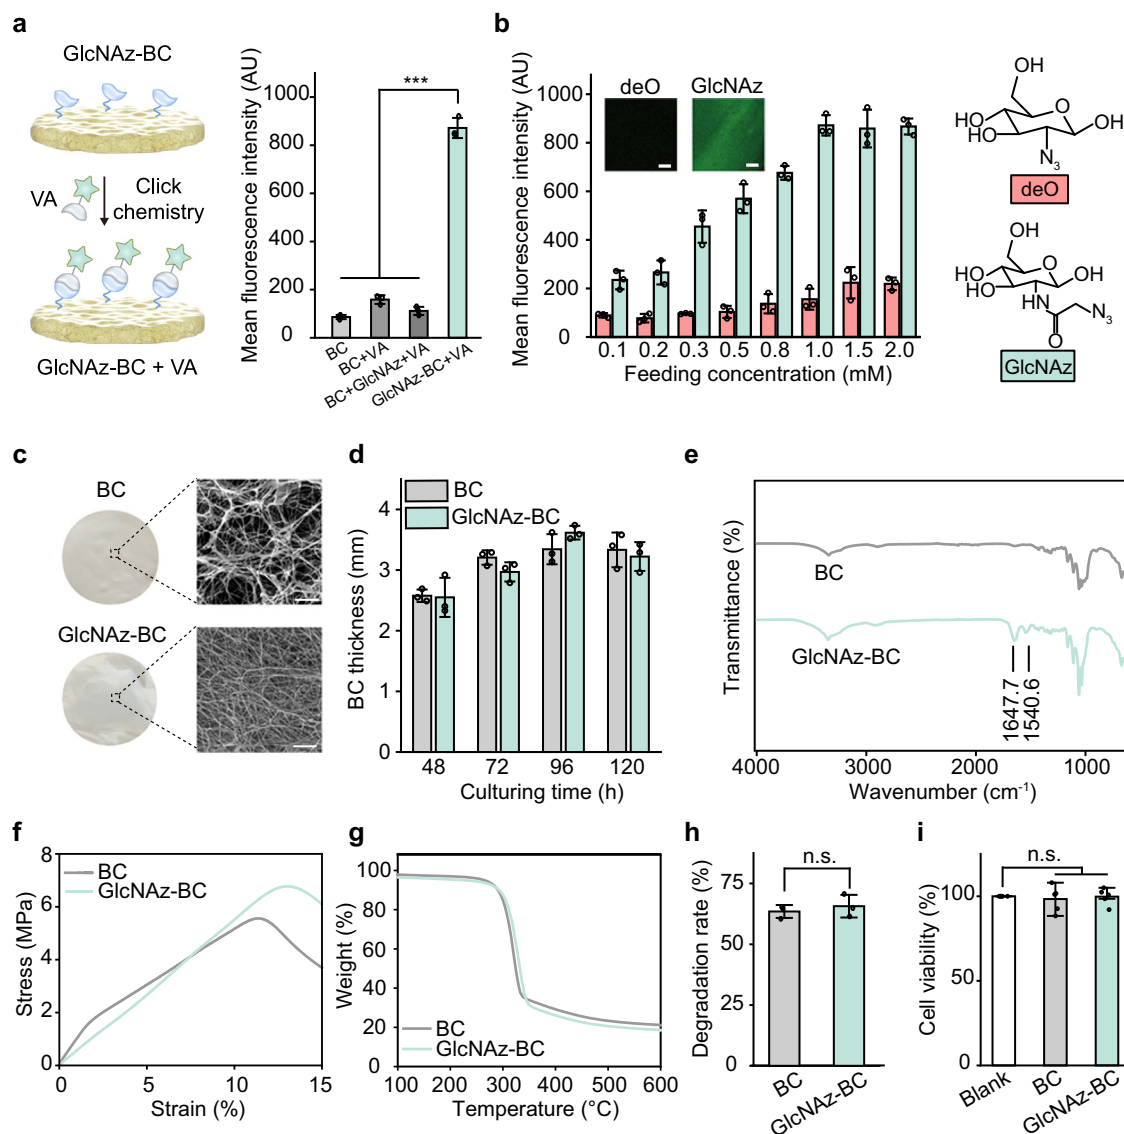 a
GlcNAz-BC
VA
Click
chemistry
GlcNAz-BC + VA
Mean fluorescence intensity (AU)
1000
800
600
400
200
0
***
BC
BC+VA
BC+GlcNAz+VA
GlcNAz-BC+VA
b
Mean fluorescence intensity (AU)
1000
800
600
400
200
0
deO
GlcNAz
0.1 0.2 0.3 0.5 0.8 1.0 1.5 2.0
Feeding concentration (mM)
OH
O
HO
HO
OH
N3
deO
OH
O
HO
HO
OH
HN
N3
O
GlcNAz
c
BC
GlcNAz-BC
d
BC
GlcNAz-BC
BC thickness (mm)
4
3
2
1
0
48 72 96 120
Culturing time (h)
e
Transmittance (%)
BC
GlcNAz-BC
1647.7
1540.6
4000 3000 2000 1000
Wavenumber (cm-1)
f
BC
GlcNAz-BC
Stress (MPa)
8
6
4
2
0
0 5 10 15
Strain (%)
g
Weight (%)
100
80
60
40
20
0
BC
GlcNAz-BC
100 200 300 400 500 600
Temperature (°C)
h
n.s.
Degradation rate (%)
75
50
25
0
BC
GlcNAz-BC
i
n.s.
Cell viability (%)
100
50
0
Blank
BC
GlcNAz-BC